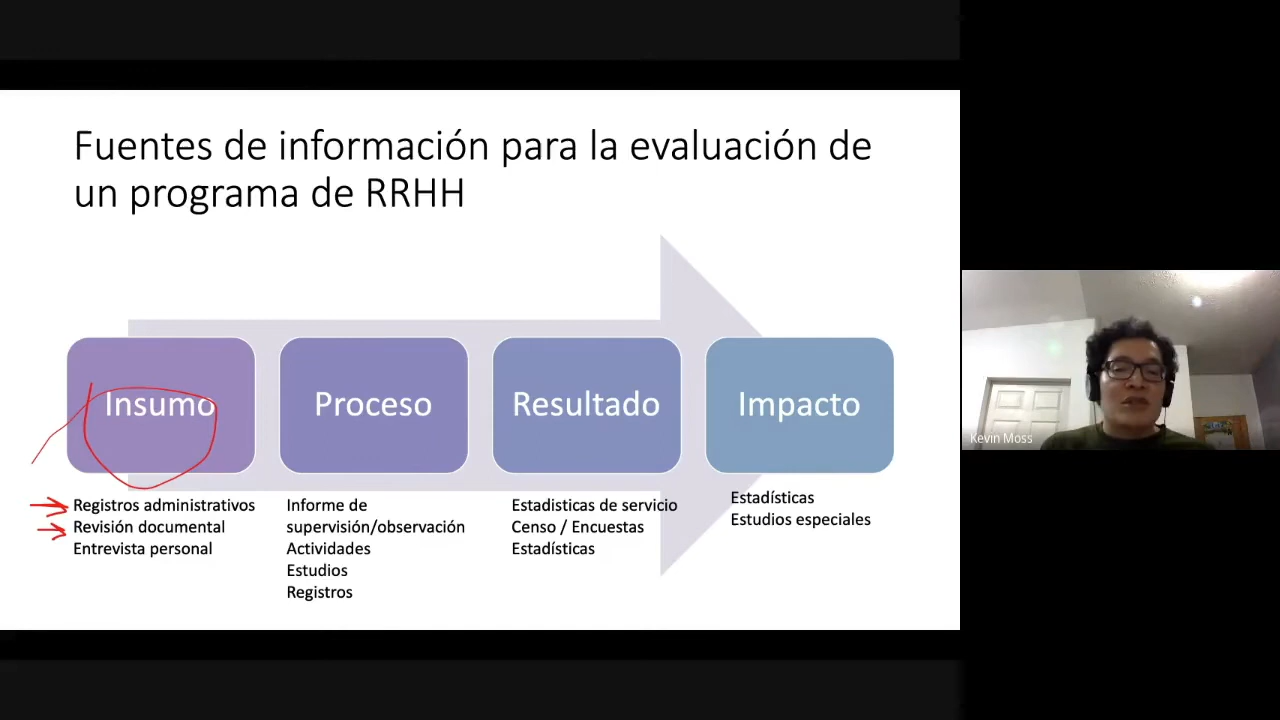 Fuentes de información para la evaluación de
un programa de RRHH
Insumo
Proceso
Resultado
Impacto
Registros administrativos
Revisión documental
Entrevista personal
Informe de
supervisión/observación
Actividades
Estudios
Registros
Estadisticas de servicio
Censo / Encuestas
Estadísticas
Estadísticas
Estudios especiales
Kevin Moss